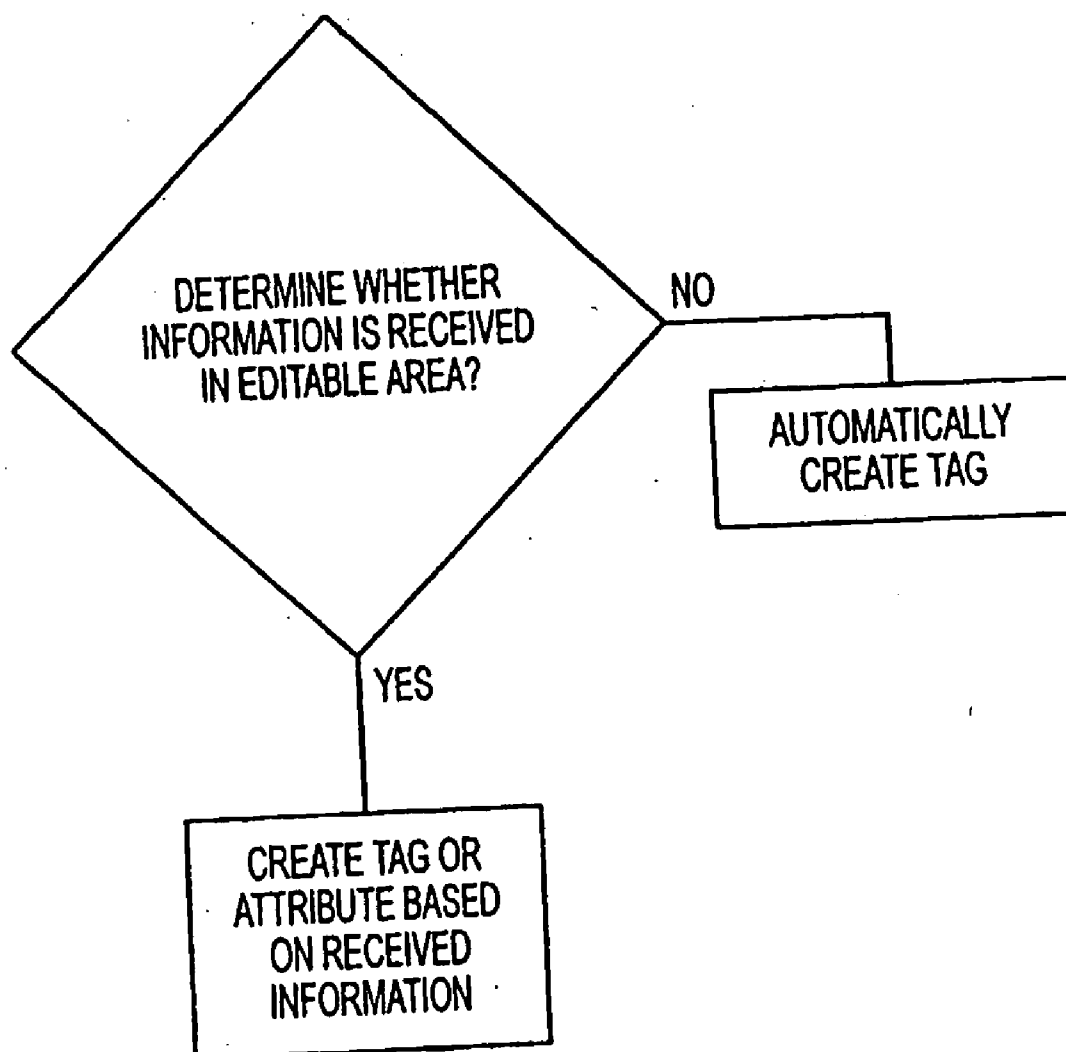 DETERMINE WHETHER
INFORMATION IS RECEIVED
IN EDITABLE AREA?
NO
AUTOMATICALLY
CREATE TAG
YES
CREATE TAG OR
ATTRIBUTE BASED
ON RECEIVED
INFORMATION